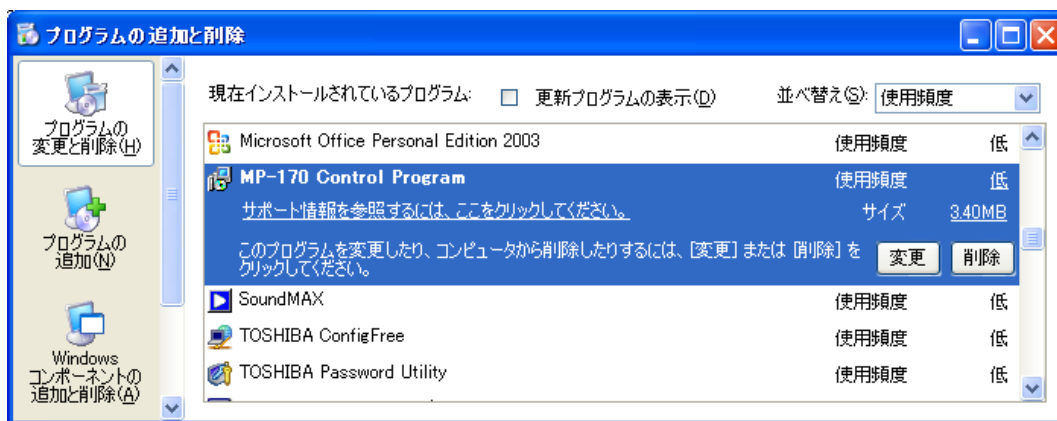 プログラムの追加と削除
プログラムの
変更と削除(H)
プログラムの
追加(N)
Windows
コンポーネントの
追加と削除(A)
現在インストールされているプログラム:
更新プログラムの表示(D)
並べ替え(S):
使用頻度
Microsoft Office Personal Edition 2003 使用頻度 低
MP-170 Control Program 使用頻度 低
サポート情報を参照するには、ここをクリックしてください。 サイズ 3.40MB
このプログラムを変更したり、コンピュータから削除したりするには、[変更] または [削除] を
クリックしてください。
変更
削除
SoundMAX 使用頻度 低
TOSHIBA ConfigFree 使用頻度 低
TOSHIBA Password Utility 使用頻度 低